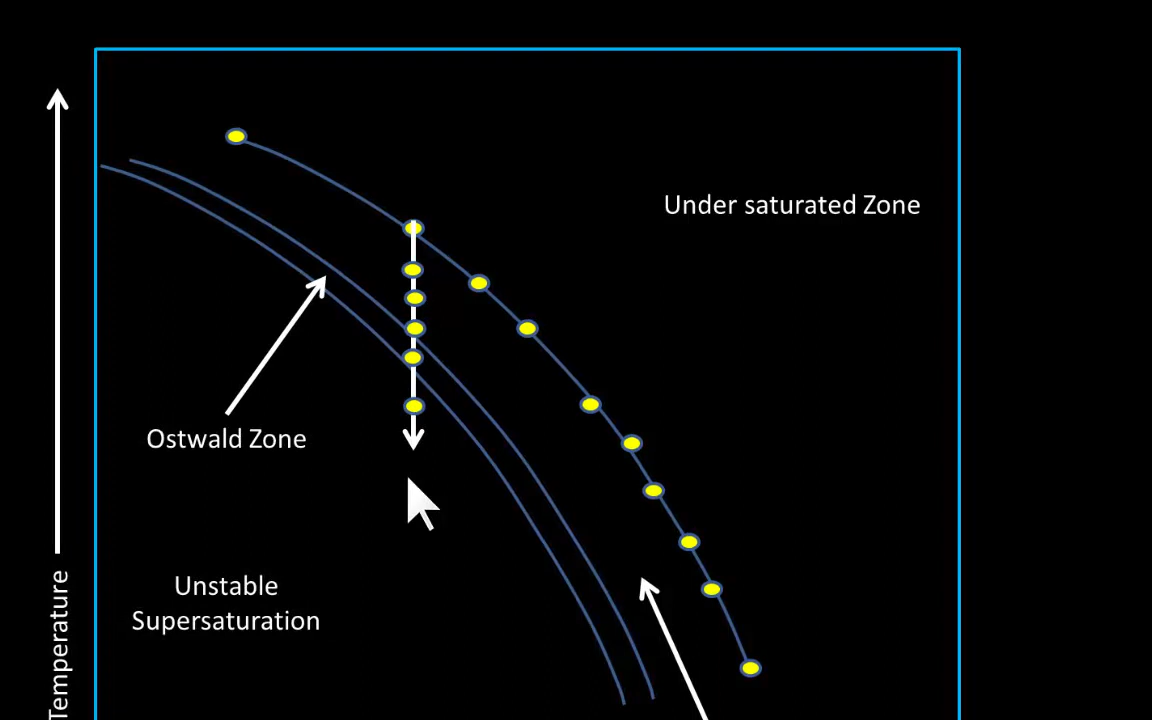 Under saturated Zone
Ostwald Zone
Unstable
Supersaturation
Temperature